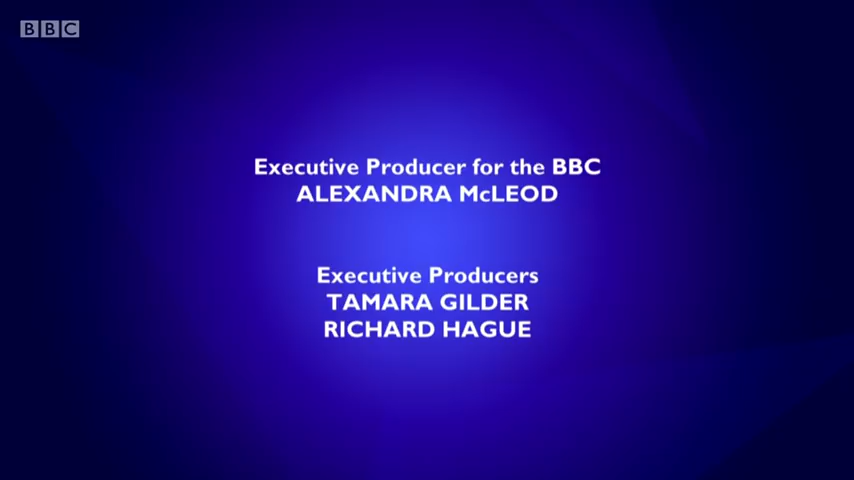 BBC
Executive Producer for the BBC
ALEXANDRA McLEOD
Executive Producers
TAMARA GILDER
RICHARD HAGUE